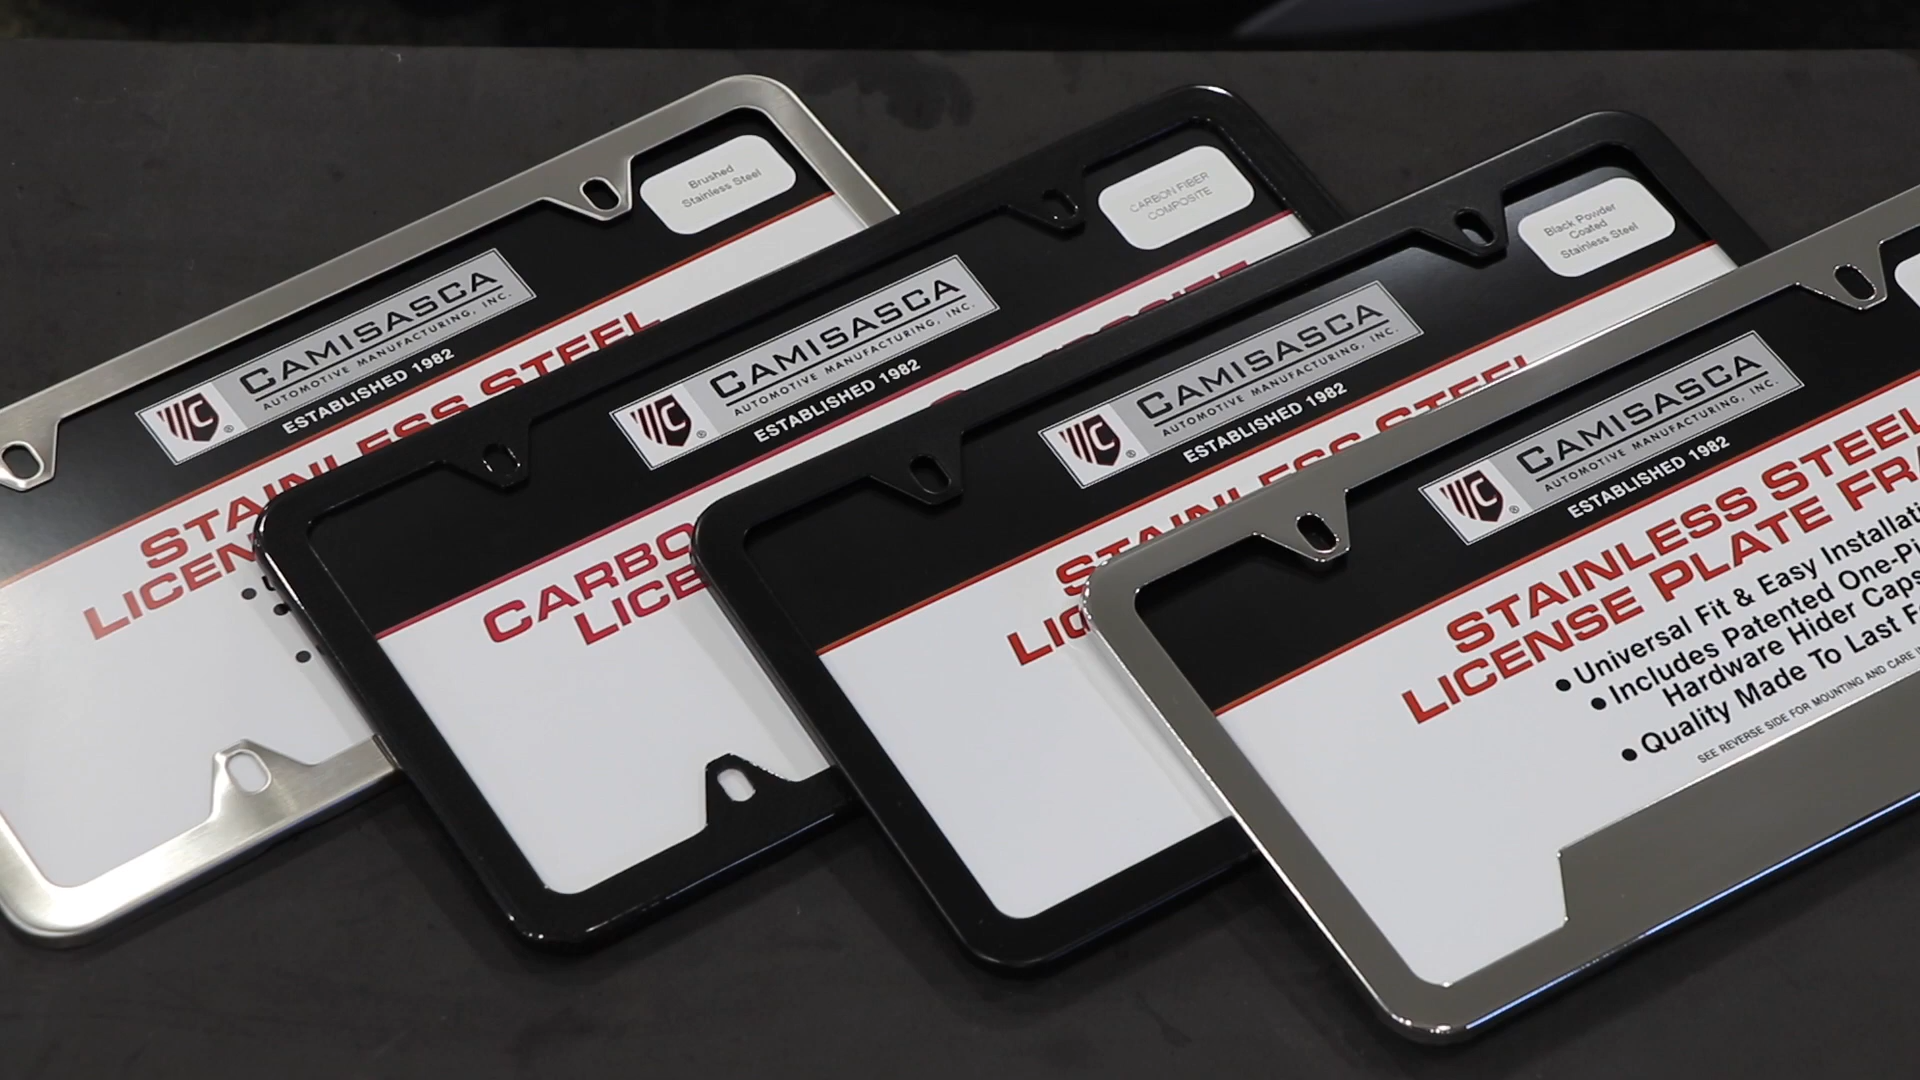 Brushed
Stainless Steel
CAMISASCA
AUTOMOTIVE MANUFACTURING, INC.
ESTABLISHED 1982
STAINLESS STEEL
LICEN
CARBON FIBER
COMPOSITE
CAMISASCA
AUTOMOTIVE MANUFACTURING, INC.
ESTABLISHED 1982
CARBO
LICE
Black Powder
Coated
Stainless Steel
CAMISASCA
AUTOMOTIVE MANUFACTURING, INC.
ESTABLISHED 1982
STAINLESS STEEL
LIC
CAMISASCA
AUTOMOTIVE MANUFACTURING, INC.
ESTABLISHED 1982
STAINLESS STEEL
LICENSE PLATE FRA
• Universal Fit & Easy Installati
• Includes Patented One-Pi
Hardware Hider Caps
• Quality Made To Last F
SEE REVERSE SIDE FOR MOUNTING AND CARE I